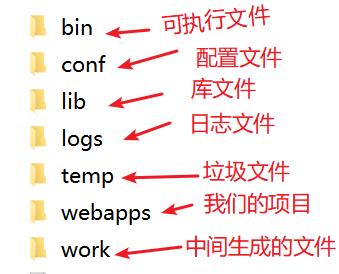 bin 可执行文件
conf 配置文件
lib 库文件
logs 日志文件
temp 垃圾文件
webapps 我们的项目
work 中间生成的文件